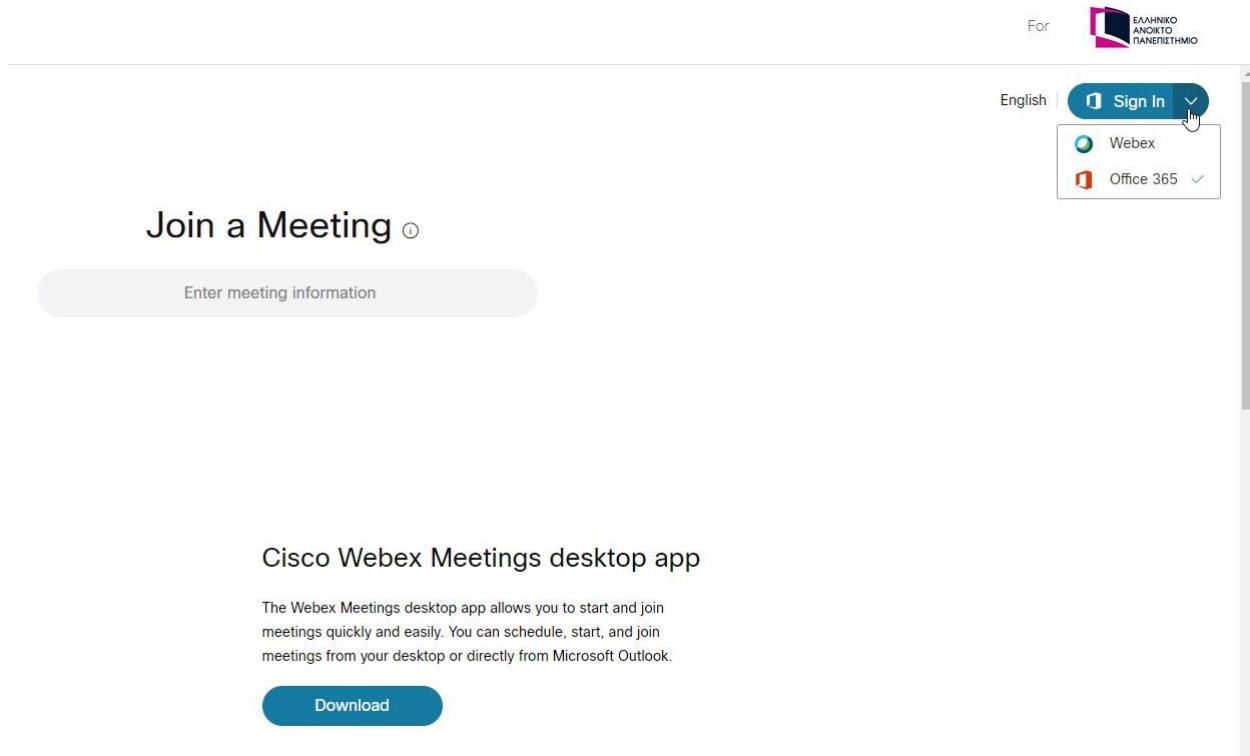 For
ΕΛΛΗΝΙΚΟ
ΑΝΟΙΚΤΟ
ΠΑΝΕΠΙΣΤΗΜΙΟ
English
Sign In
Webex
Office 365
Join a Meeting
Enter meeting information
Cisco Webex Meetings desktop app
The Webex Meetings desktop app allows you to start and join
meetings quickly and easily. You can schedule, start, and join
meetings from your desktop or directly from Microsoft Outlook.
Download